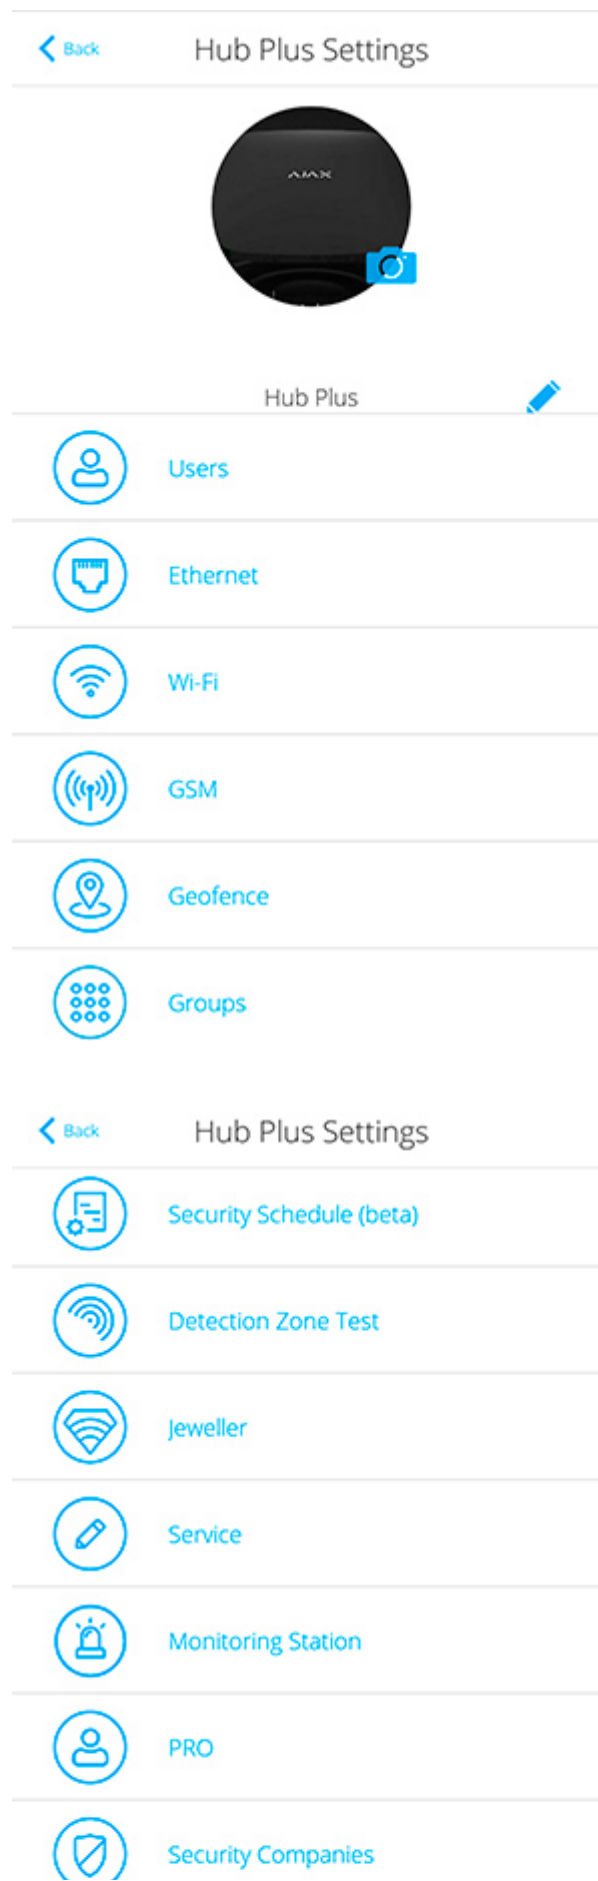 Back
Hub Plus Settings
AJAX
Hub Plus
Users
Ethernet
Wi-Fi
GSM
Geofence
Groups
Back
Hub Plus Settings
Security Schedule (beta)
Detection Zone Test
Jeweller
Service
Monitoring Station
PRO
Security Companies